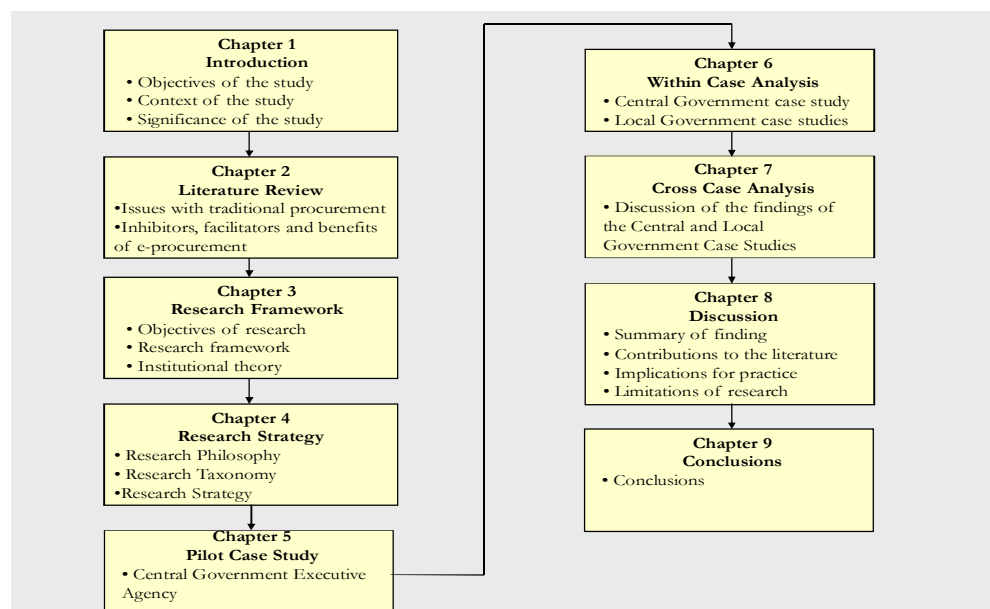 Chapter 1
Introduction
• Objectives of the study
• Context of the study
• Significance of the study
Chapter 2
Literature Review
•Issues with traditional procurement
•Inhibitors, facilitators and benefits
of e-procurement
Chapter 3
Research Framework
• Objectives of research
• Research framework
• Institutional theory
Chapter 4
Research Strategy
• Research Philosophy
• Research Taxonomy
•Research Strategy
Chapter 5
Pilot Case Study
• Central Government Executive
Agency
Chapter 6
Within Case Analysis
• Central Government case study
• Local Government case studies
Chapter 7
Cross Case Analysis
• Discussion of the findings of
the Central and Local
Government Case Studies
Chapter 8
Discussion
• Summary of finding
• Contributions to the literature
• Implications for practice
• Limitations of research
Chapter 9
Conclusions
• Conclusions